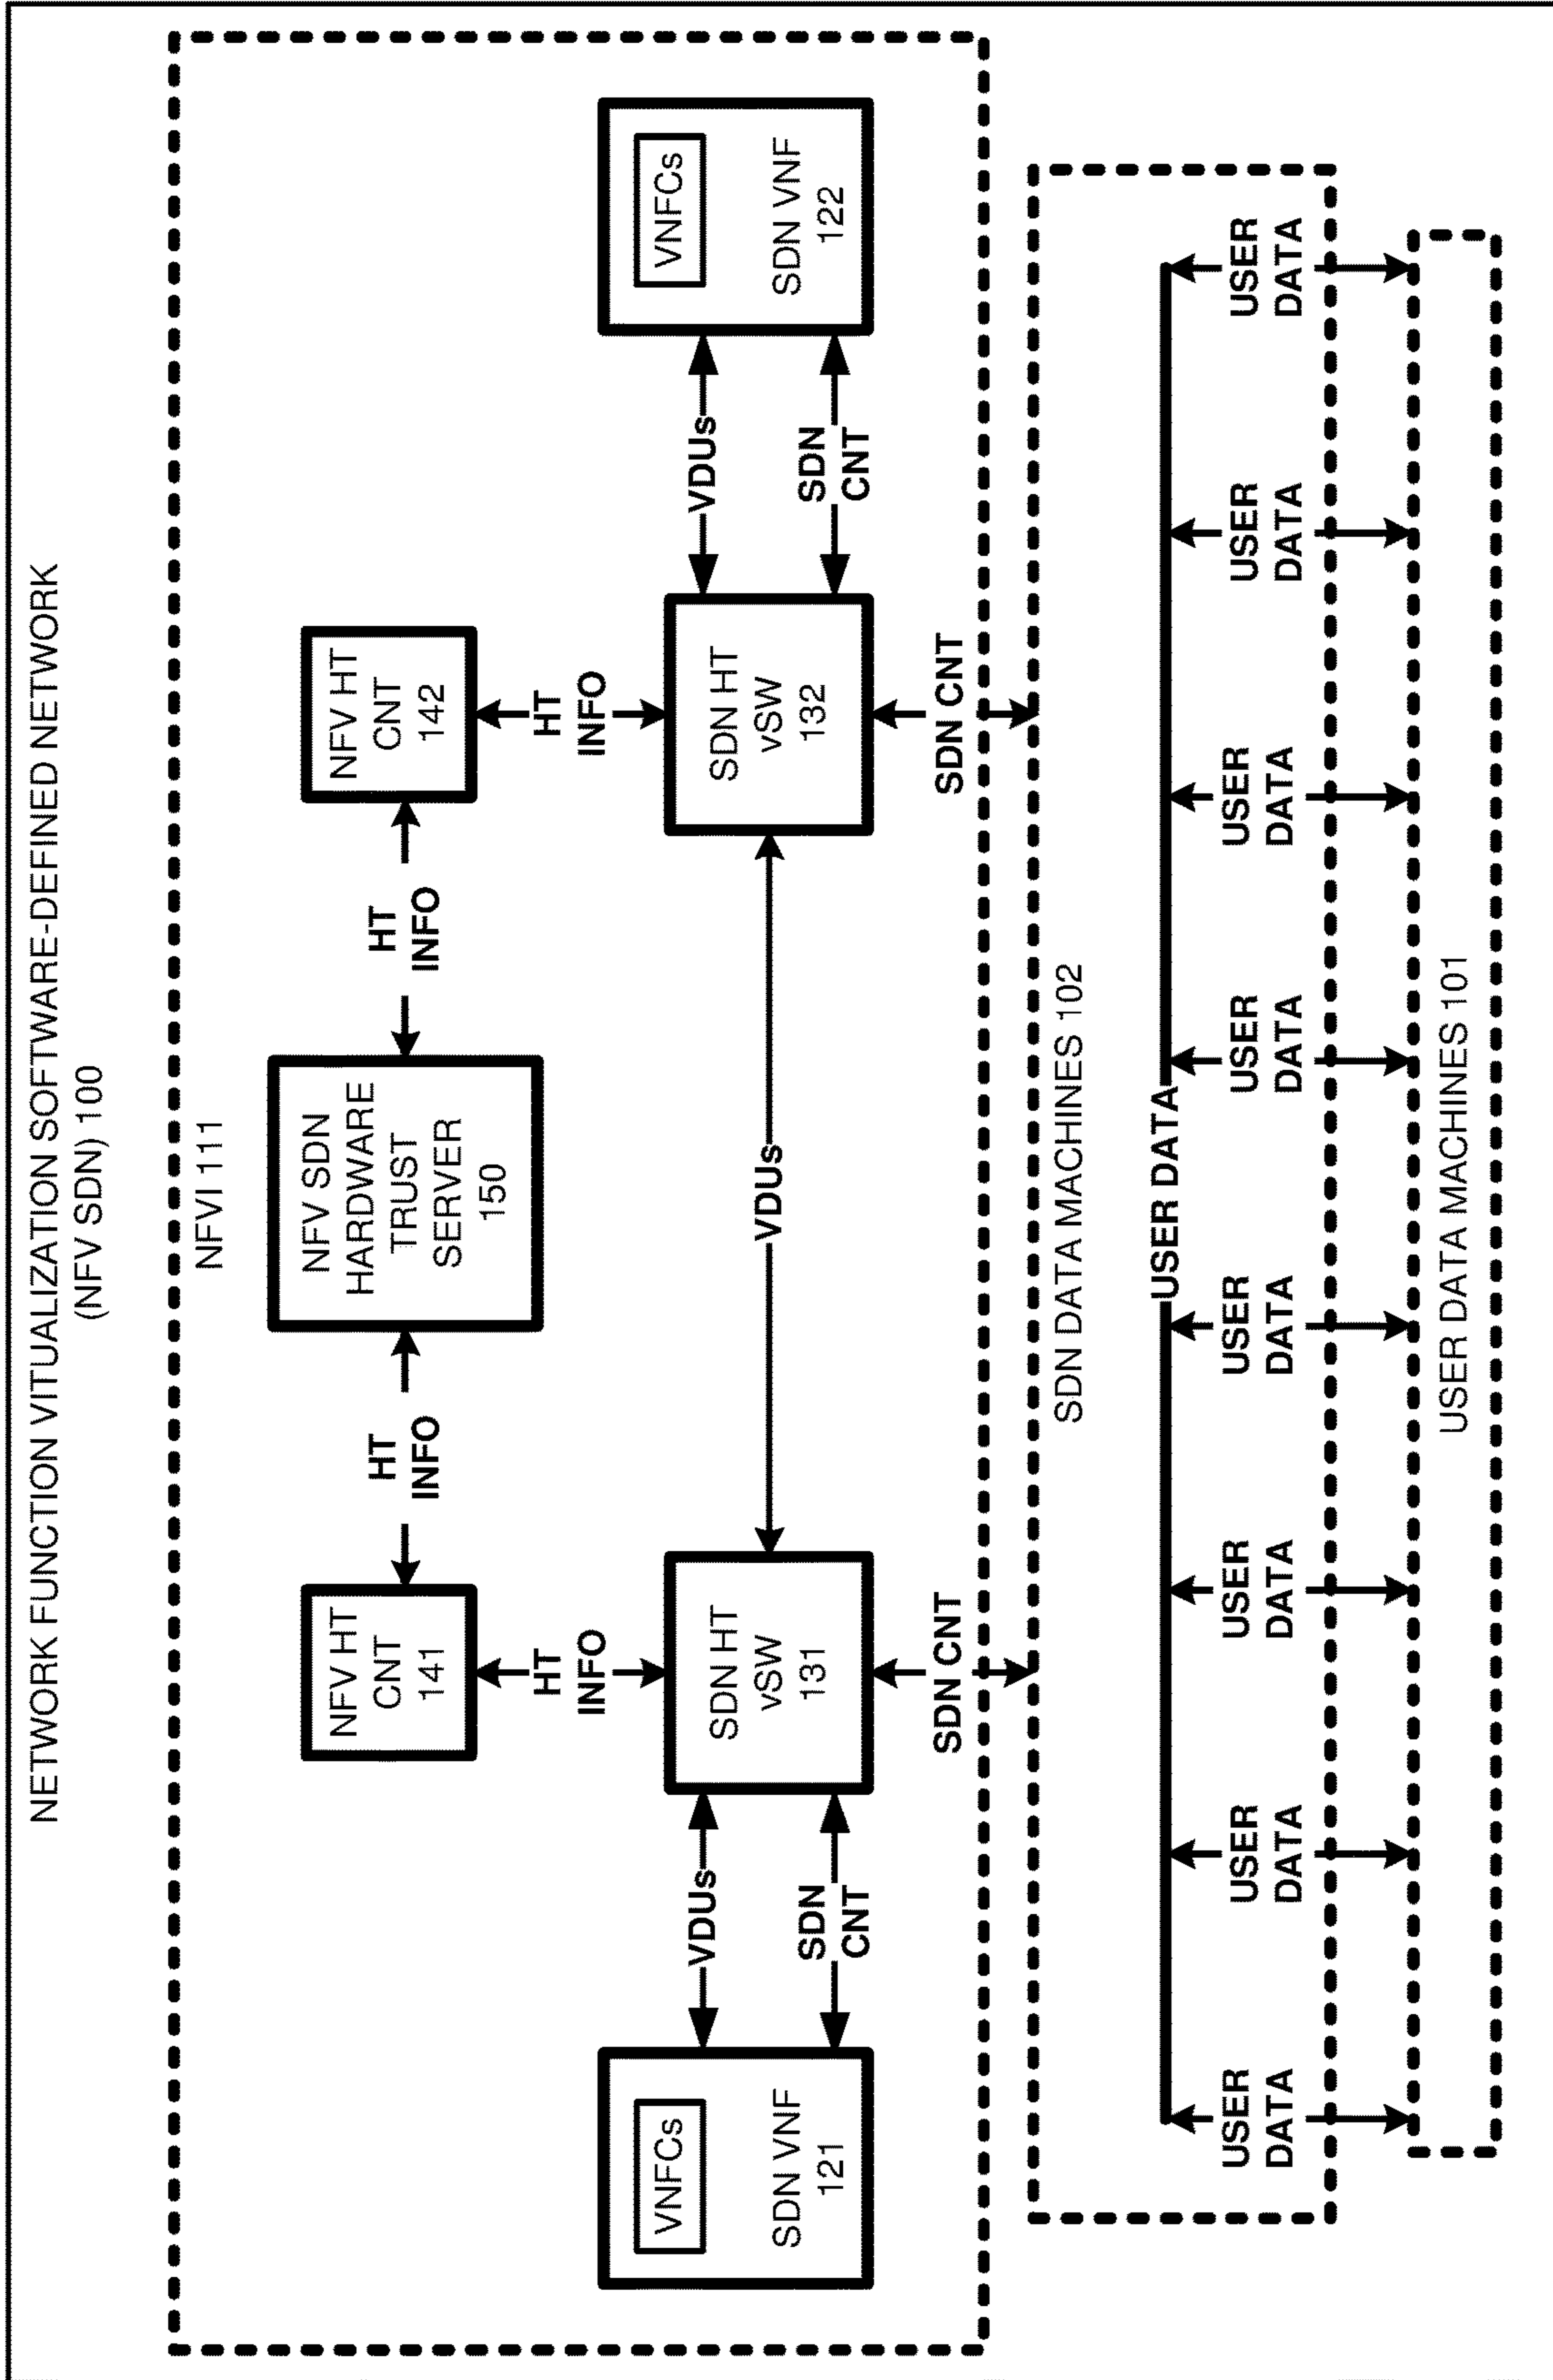 NETWORK FUNCTION VITUALIZATION SOFTWARE-DEFINED NETWORK
(NFV SDN) 100
NFVI 111
NFV HT
CNT
141
HT
INFO
NFV SDN
HARDWARE
TRUST
SERVER
150
HT
INFO
NFV HT
CNT
142
HT
INFO
HT
INFO
VNFCs
SDN VNF
121
VDUs
SDN
CNT
SDN HT
vSW
131
VDUs
SDN HT
vSW
132
VDUs
SDN
CNT
VNFCs
SDN VNF
122
SDN CNT
SDN CNT
SDN DATA MACHINES 102
USER DATA
USER
DATA
USER
DATA
USER
DATA
USER
DATA
USER
DATA
USER
DATA
USER
DATA
USER
DATA
USER DATA MACHINES 101